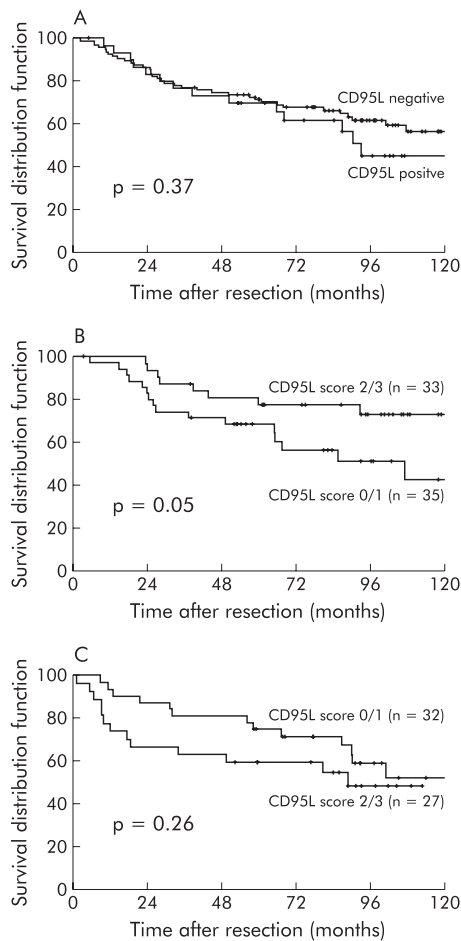 A
Survival distribution function
100
80
60
40
20
0
CD95L negative
CD95L positve
p = 0.37
0 24 48 72 96 120
Time after resection (months)
B
Survival distribution function
100
80
60
40
20
0
CD95L score 2/3 (n = 33)
CD95L score 0/1 (n = 35)
p = 0.05
0 24 48 72 96 120
Time after resection (months)
C
Survival distribution function
100
80
60
40
20
0
CD95L score 0/1 (n = 32)
CD95L score 2/3 (n = 27)
p = 0.26
0 24 48 72 96 120
Time after resection (months)